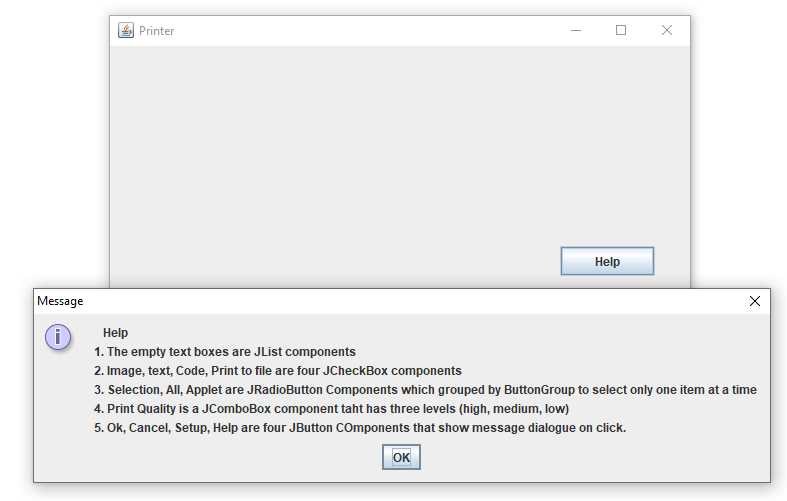 Printer
Help
Message
Help
1. The empty text boxes are JList components
2. Image, text, Code, Print to file are four JCheckBox components
3. Selection, All, Applet are JRadioButton Components which grouped by ButtonGroup to select only one item at a time
4. Print Quality is a JComboBox component taht has three levels (high, medium, low)
5. Ok, Cancel, Setup, Help are four JButton COmponents that show message dialogue on click.
OK